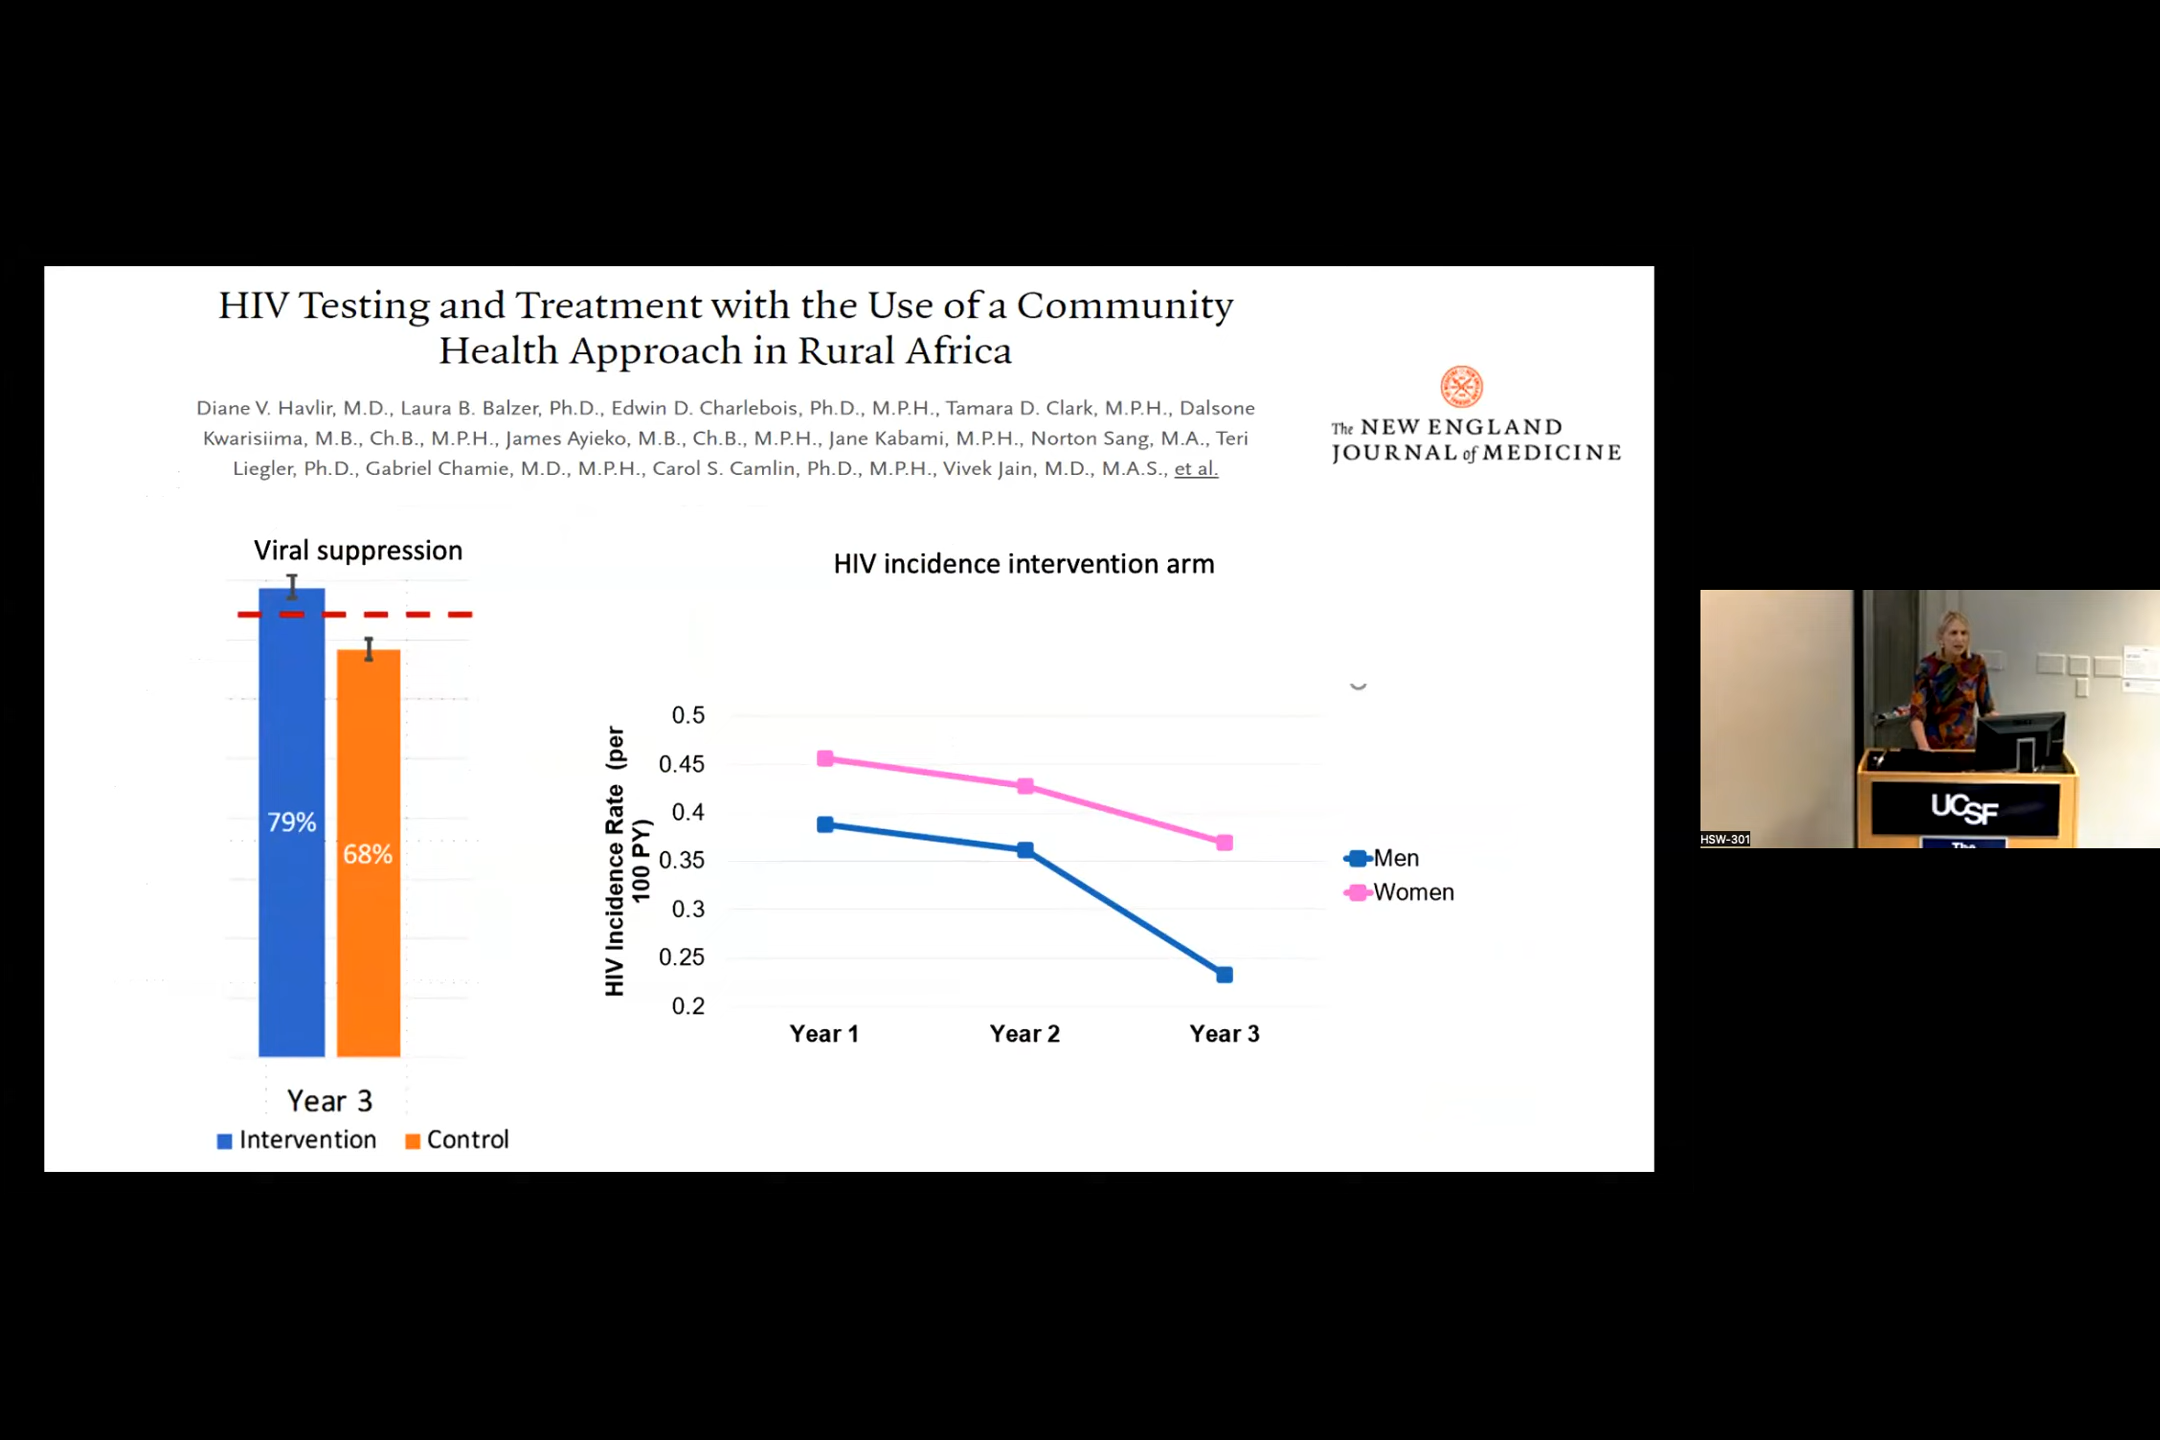 HIV Testing and Treatment with the Use of a Community
Health Approach in Rural Africa
Diane V. Havlir, M.D., Laura B. Balzer, Ph.D., Edwin D. Charlebois, Ph.D., M.P.H., Tamara D. Clark, M.P.H., Dalsone
Kwarisiima, M.B., Ch.B., M.P.H., James Ayieko, M.B., Ch.B., M.P.H., Jane Kabami, M.P.H., Norton Sang, M.A., Teri
Liegler, Ph.D., Gabriel Chamie, M.D., M.P.H., Carol S. Camlin, Ph.D., M.P.H., Vivek Jain, M.D., M.A.S., et al.
The NEW ENGLAND
JOURNAL of MEDICINE
Viral suppression
79%
68%
Year 3
Intervention
Control
HIV incidence intervention arm
HIV Incidence Rate (per
100 PY)
0.5
0.45
0.4
0.35
0.3
0.25
0.2
Year 1
Year 2
Year 3
Men
Women
UCSF
The
HSW-301